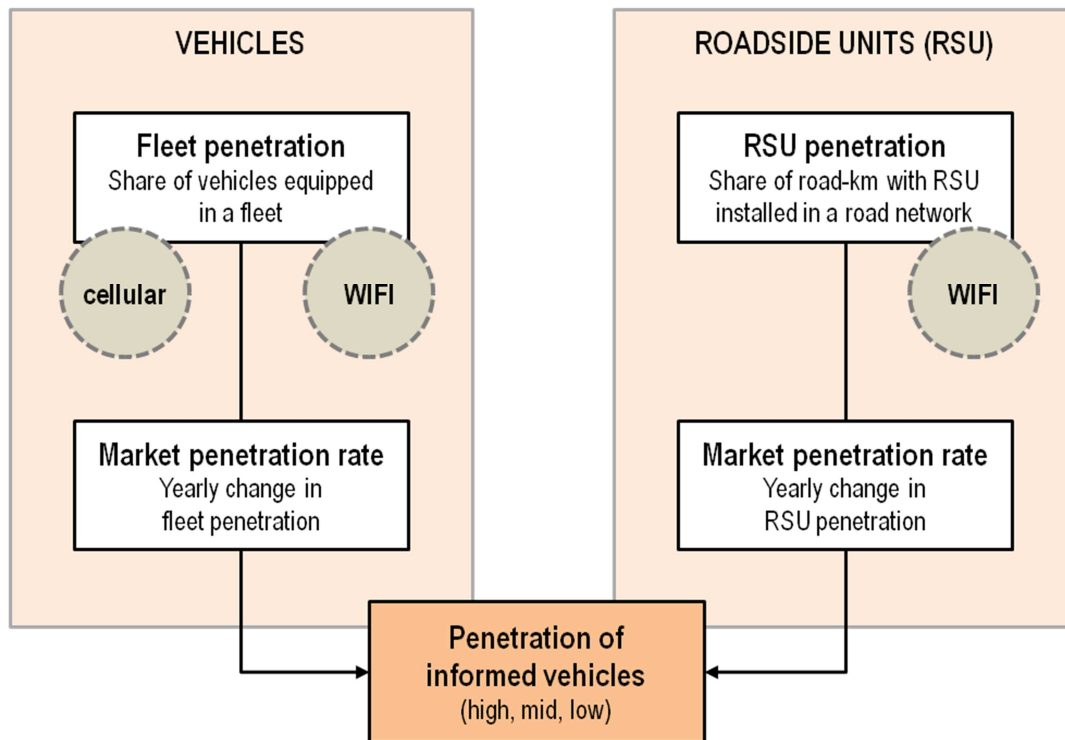 VEHICLES
Fleet penetration
Share of vehicles equipped
in a fleet
cellular
WIFI
Market penetration rate
Yearly change in
fleet penetration
ROADSIDE UNITS (RSU)
RSU penetration
Share of road-km with RSU
installed in a road network
WIFI
Market penetration rate
Yearly change in
RSU penetration
Penetration of
informed vehicles
(high, mid, low)